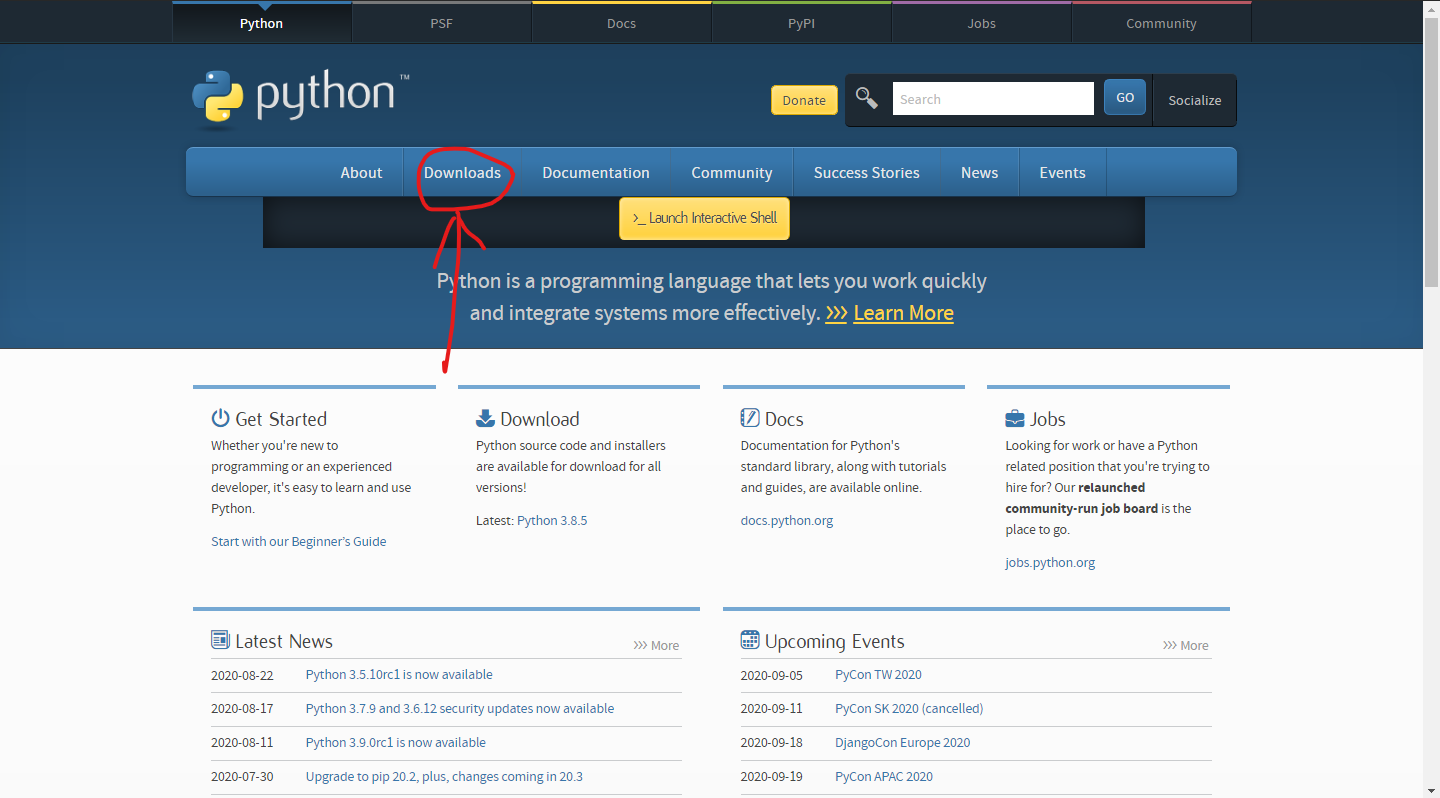 Python PSF Docs PyPI Jobs Community
python™
Donate Search GO Socialize
About Downloads Documentation Community Success Stories News Events
>_ Launch Interactive Shell
Python is a programming language that lets you work quickly
and integrate systems more effectively. >>> Learn More
Get Started
Whether you're new to
programming or an experienced
developer, it's easy to learn and use
Python.
Start with our Beginner's Guide
Download
Python source code and installers
are available for download for all
versions!
Latest: Python 3.8.5
Docs
Documentation for Python's
standard library, along with tutorials
and guides, are available online.
docs.python.org
Jobs
Looking for work or have a Python
related position that you're trying to
hire for? Our relaunched
community-run job board is the
place to go.
jobs.python.org
Latest News >>> More
2020-08-22 Python 3.5.10rc1 is now available
2020-08-17 Python 3.7.9 and 3.6.12 security updates now available
2020-08-11 Python 3.9.0rc1 is now available
2020-07-30 Upgrade to pip 20.2, plus, changes coming in 20.3
Upcoming Events >>> More
2020-09-05 PyCon TW 2020
2020-09-11 PyCon SK 2020 (cancelled)
2020-09-18 DjangoCon Europe 2020
2020-09-19 PyCon APAC 2020